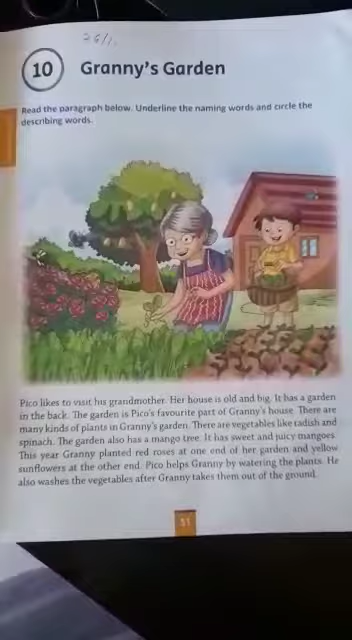 10 Granny's Garden
Read the paragraph below. Underline the naming words and circle the
describing words.
Pico likes to visit his grandmother. Her house is old and big. It has a garden
in the back. The garden is Pico's favourite part of Granny's house. There are
many kinds of plants in Granny's garden. There are vegetables like radish and
spinach. The garden also has a mango tree. It has sweet and juicy mangoes.
This year Granny planted red roses at one end of her garden and yellow
sunflowers at the other end. Pico helps Granny by watering the plants. He
also washes the vegetables after Granny takes them out of the ground.
51